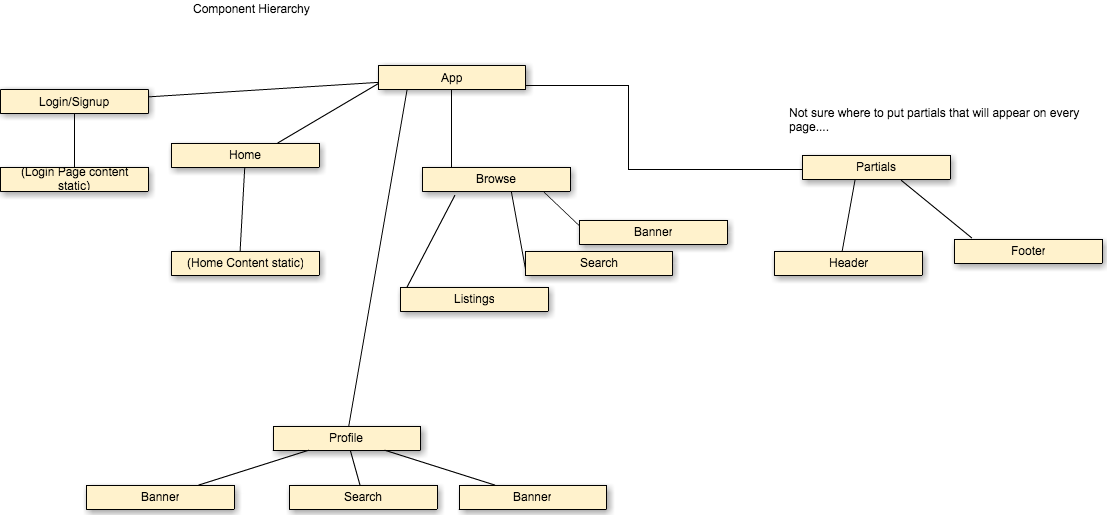 Component Hierarchy
App
Login/Signup
Not sure where to put partials that will appear on every
page....
Home
Partials
(Login Page content
static)
Browse
Banner
(Home Content static)
Search
Header
Footer
Listings
Profile
Banner
Search
Banner